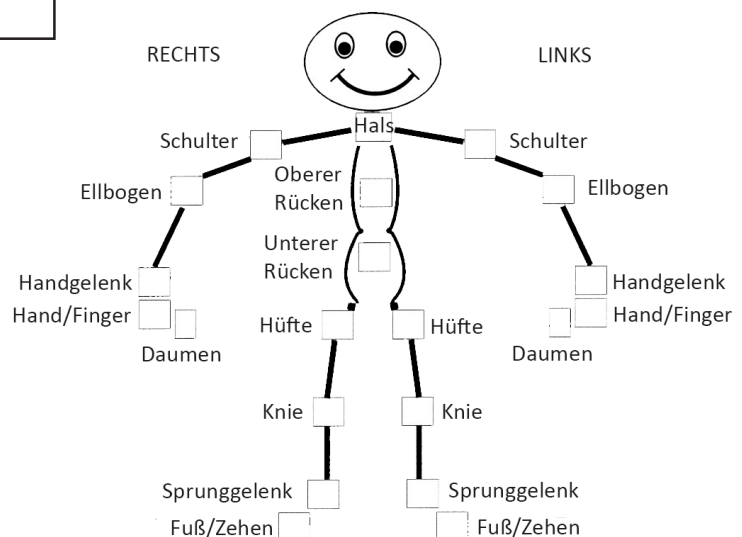 RECHTS
LINKS
Hals
Schulter
Schulter
Oberer
Rücken
Ellbogen
Ellbogen
Unterer
Rücken
Handgelenk
Handgelenk
Hand/Finger
Hand/Finger
Hüfte
Hüfte
Daumen
Daumen
Knie
Knie
Sprunggelenk
Sprunggelenk
Fuß/Zehen
Fuß/Zehen